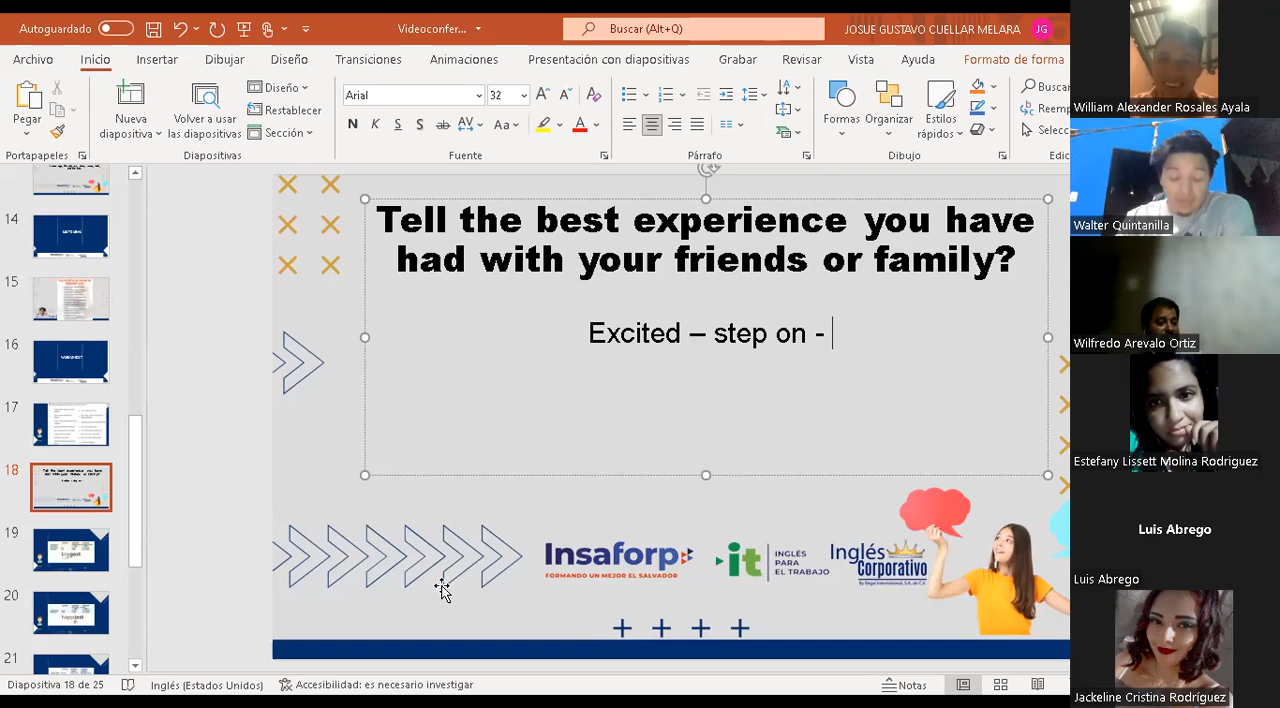 Autoguardado
Videoconfer...
Buscar (Alt+Q)
JOSUE GUSTAVO CUELLAR MELARA
JG
Archivo
Inicio
Insertar
Dibujar
Diseño
Transiciones
Animaciones
Presentación con diapositivas
Grabar
Revisar
Vista
Ayuda
Formato de forma
Pegar
Nueva
diapositiva
Volver a usar
las diapositivas
Diseño
Restablecer
Sección
Arial
32
N K S S ab AV Aa A
Formas
Organizar
Estilos
rápidos
Buscar
Reemp
Selecc
Portapapeles
Diapositivas
Fuente
Párrafo
Dibujo
Edic
14
15
16
17
18
19
20
21
Tell the best experience you have
had with your friends or family?
Excited – step on -
Insaforp
FORMANDO UN MEJOR EL SALVADOR
it
INGLÉS
PARA
EL TRABAJO
Inglés
Corporativo
Diapositiva 18 de 25
Inglés (Estados Unidos)
Accesibilidad: es necesario investigar
Notas
William Alexander Rosales Ayala
Walter Quintanilla
Wilfredo Arevalo Ortiz
Estefany Lissett Molina Rodriguez
Luis Abrego
Luis Abrego
Jackeline Cristina Rodríguez